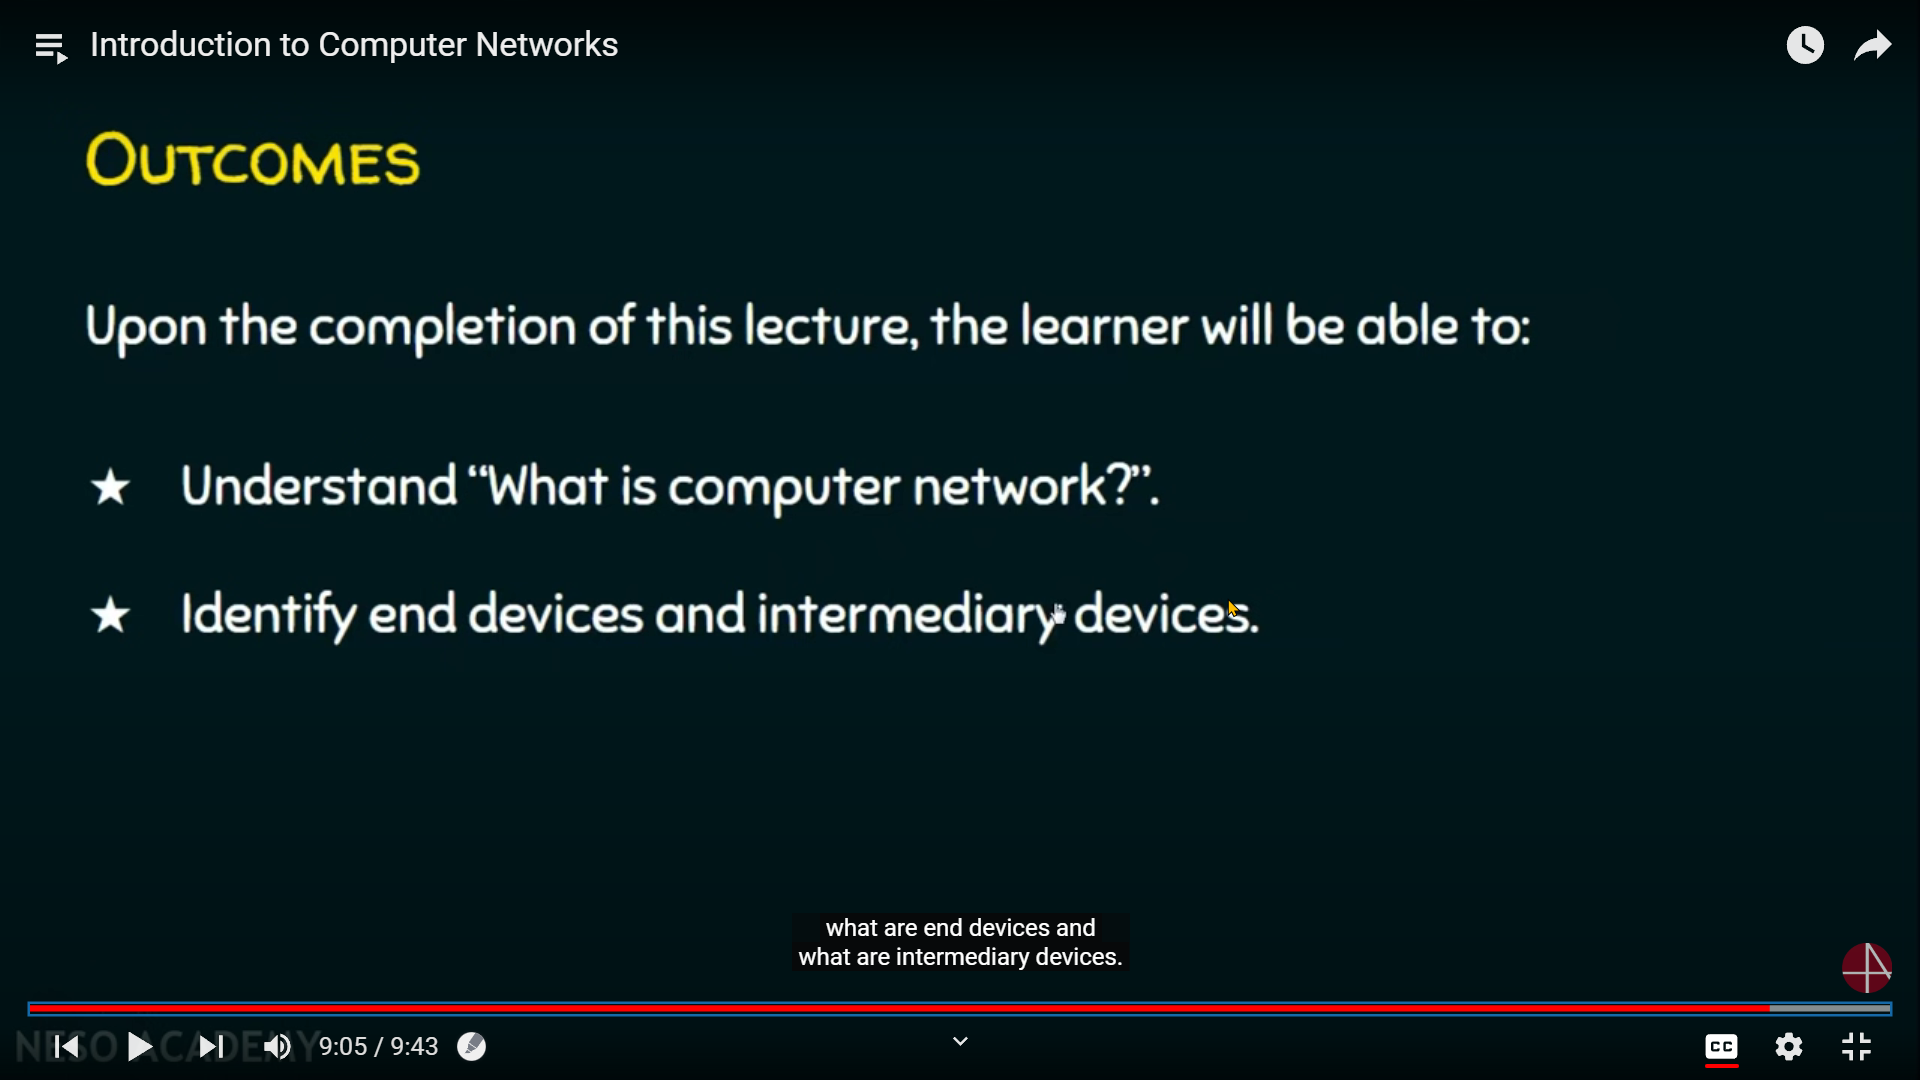 Introduction to Computer Networks
OUTCOMES
Upon the completion of this lecture, the learner will be able to:
★ Understand “What is computer network?”.
★ Identify end devices and intermediary devices.
what are end devices and
what are intermediary devices.
NESO ACADEMY
9:05 / 9:43
CC